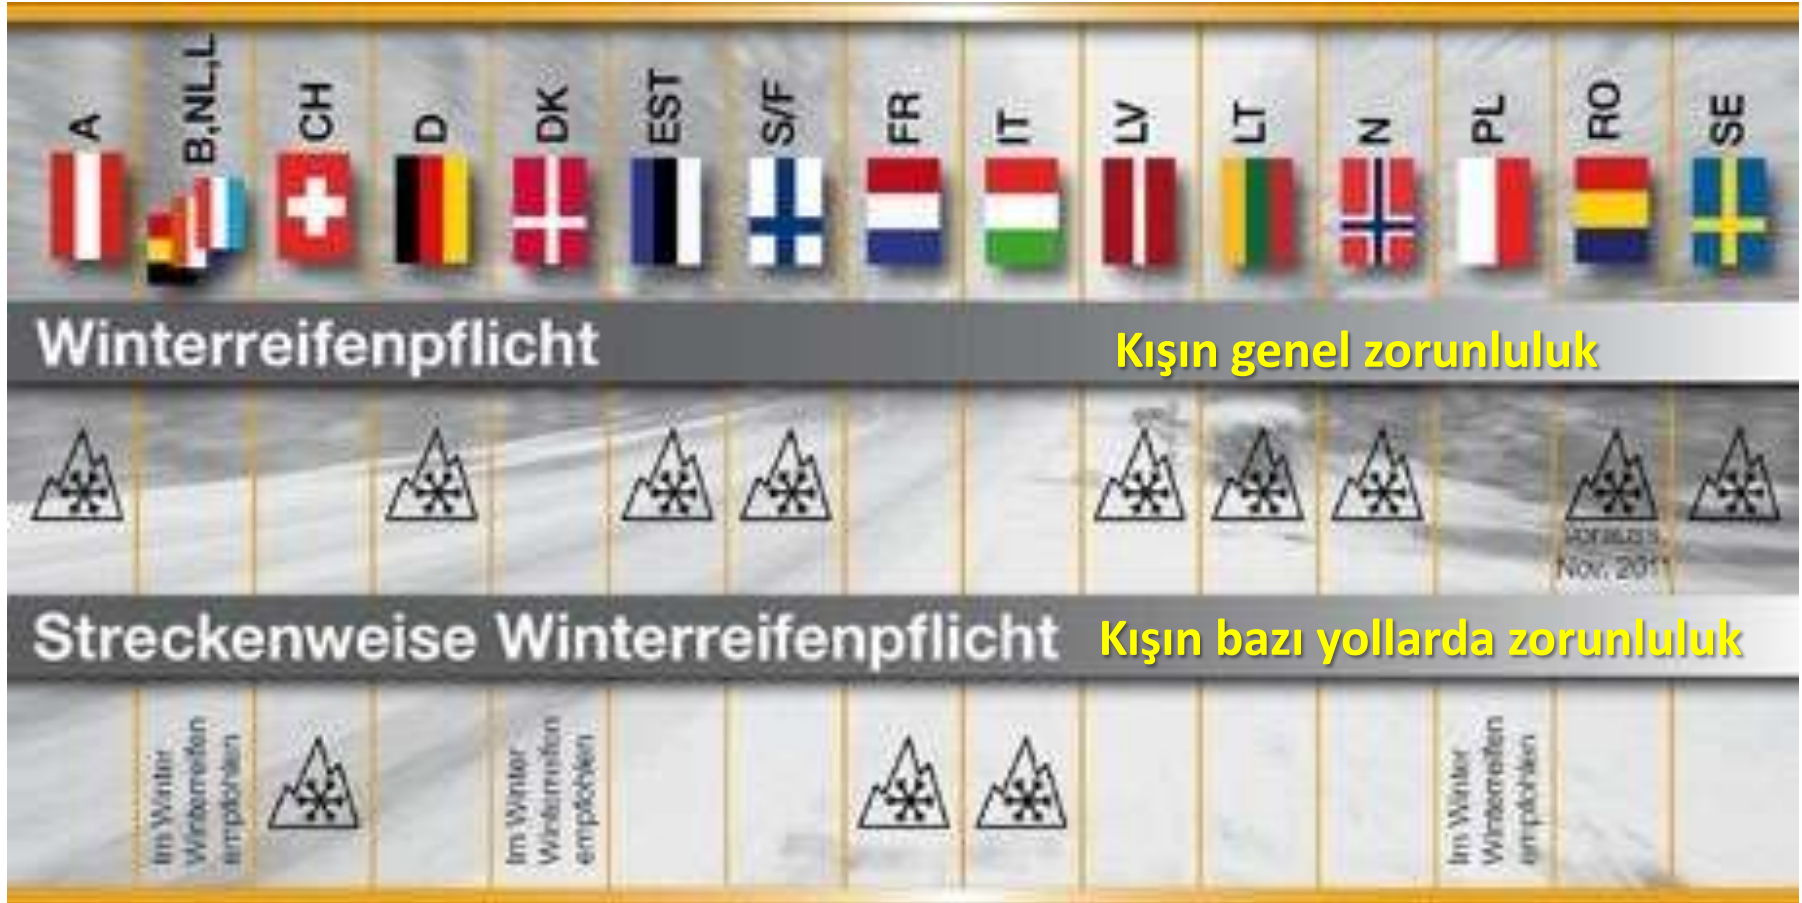 A
B,NL,L
CH
D
DK
EST
S/F
FR
IT
LV
LT
N
PL
RO
SE
Winterreifenpflicht
Kışın genel zorunluluk
vorauss.
Nov. 2011
Streckenweise Winterreifenpflicht
Kışın bazı yollarda zorunluluk
Im Winter
Winterreifen
empfohlen
Im Winter
Winterreifen
empfohlen
Im Winter
Winterreifen
empfohlen